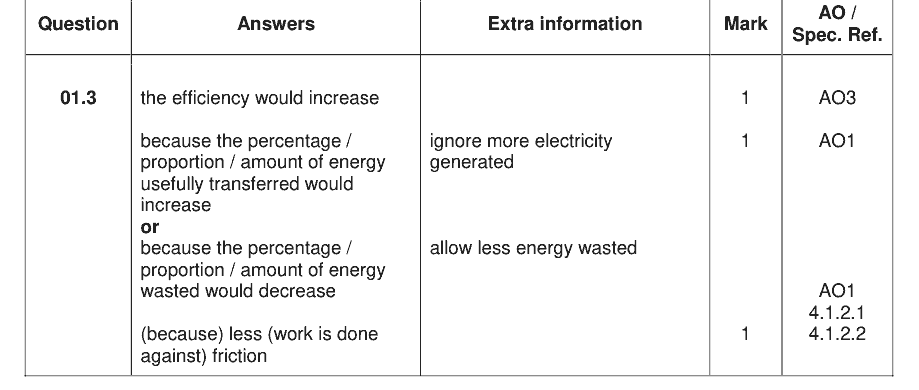 Question Answers Extra information Mark AO /
Spec. Ref.
01.3 the efficiency would increase 1 AO3
because the percentage / ignore more electricity 1 AO1
proportion / amount of energy generated
usefully transferred would
increase
or
because the percentage / allow less energy wasted
proportion / amount of energy
wasted would decrease AO1
4.1.2.1
(because) less (work is done 1 4.1.2.2
against) friction